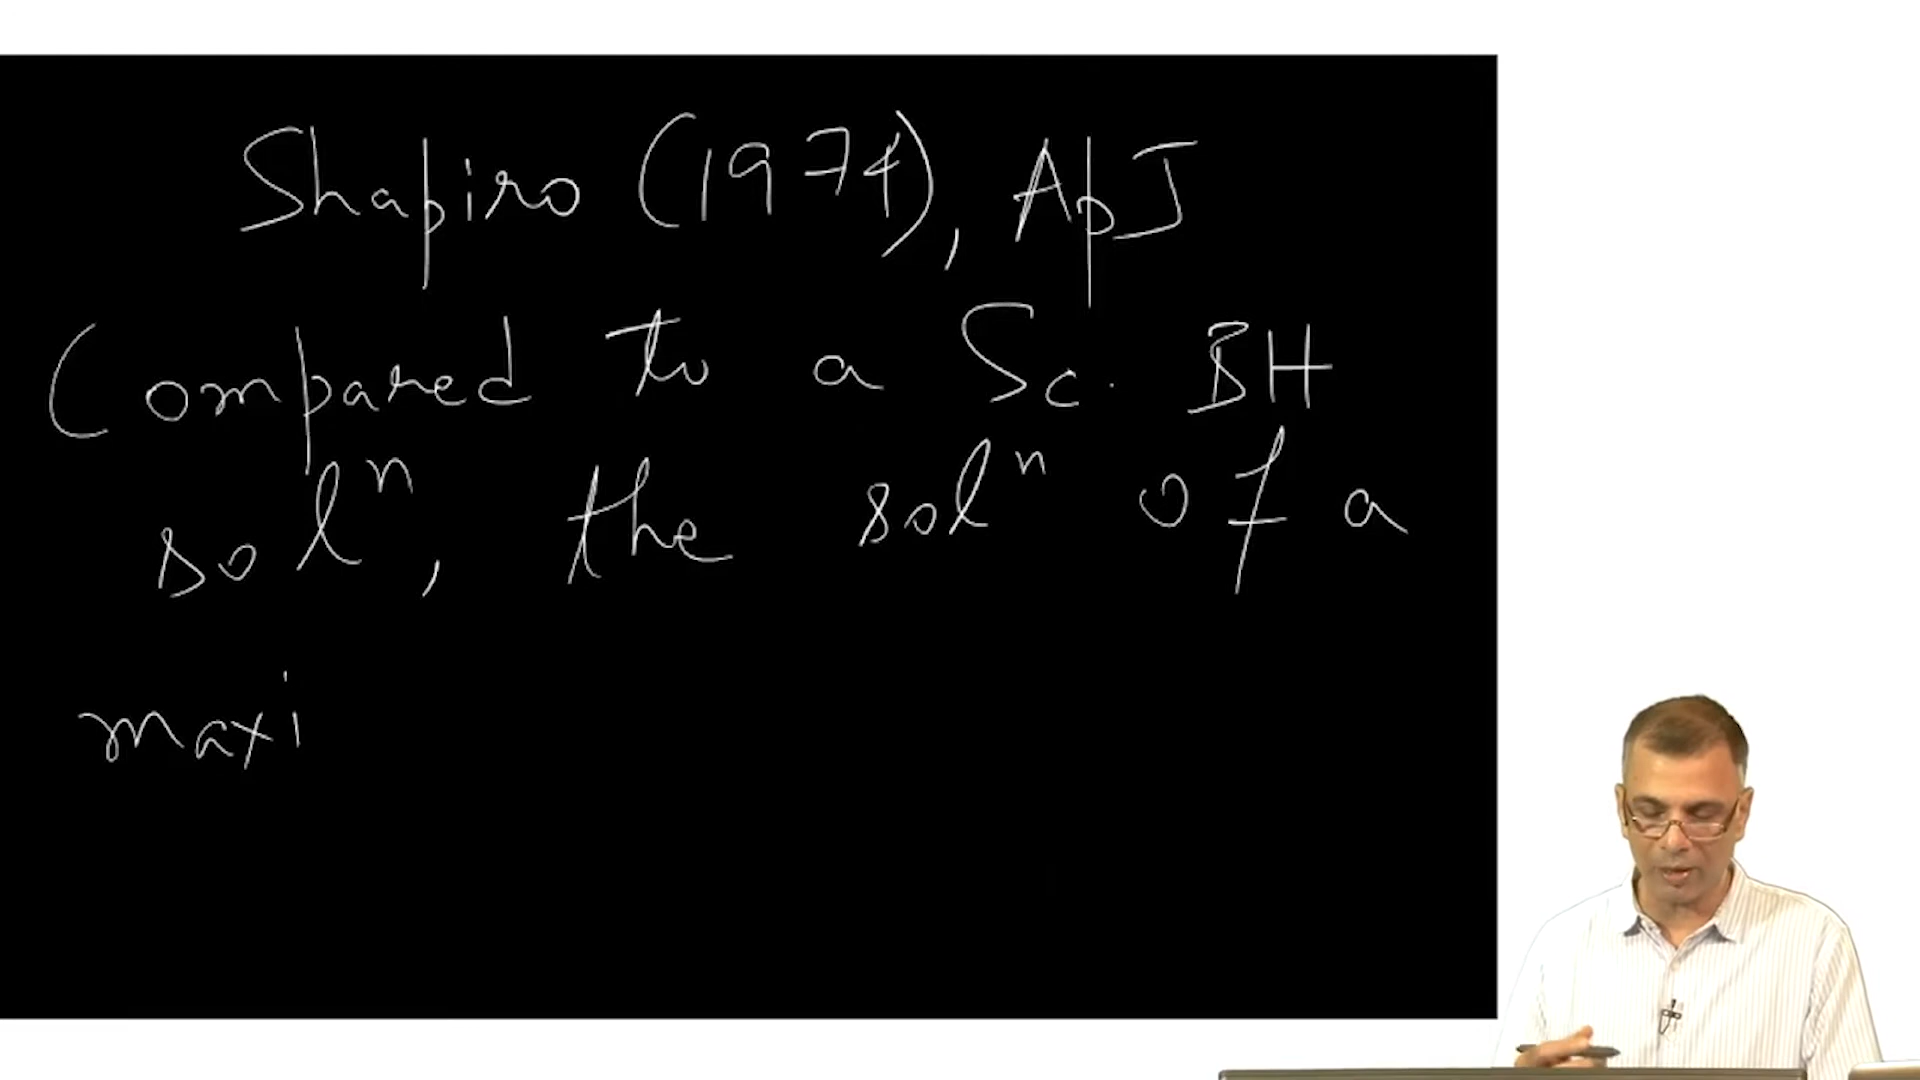 Shapiro (1974), ApJ
Compared to a Sc. BH
solⁿ, the solⁿ of a
maxi